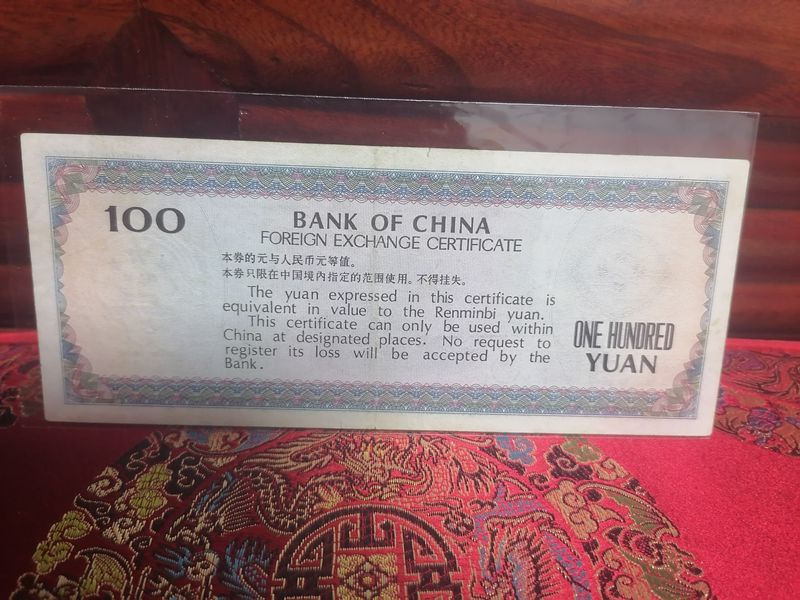 100
BANK OF CHINA
FOREIGN EXCHANGE CERTIFICATE
本券的元与人民币元等值。
本券只限在中国境内指定的范围使用。不得挂失。
The yuan expressed in this certificate is
equivalent in value to the Renminbi yuan.
This certificate can only be used within
China at designated places. No request to
register its loss will be accepted by the
Bank.
ONE HUNDRED
YUAN